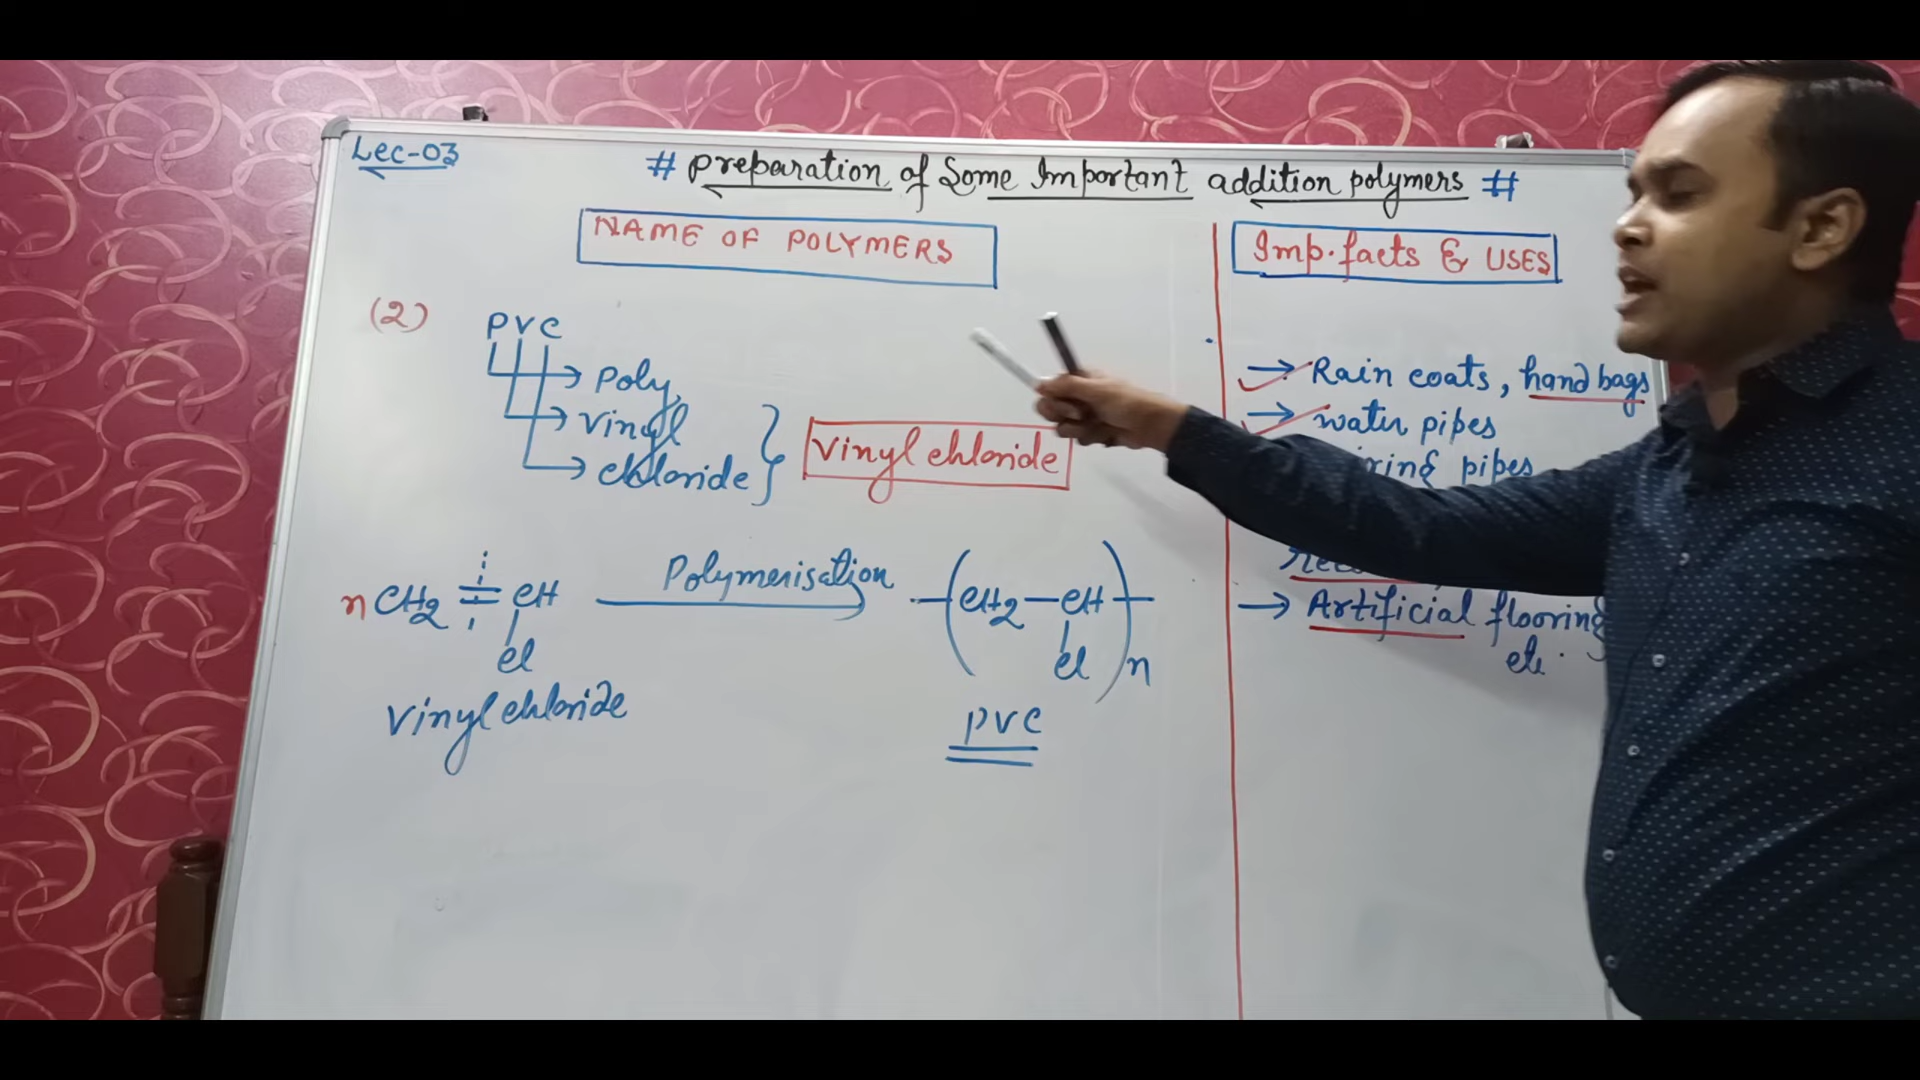 Lec-03
# Preparation of Some Important addition polymers #
NAME OF POLYMERS
Imp. facts & USES
(2)
PVC
→ Poly
→ Vinyl
→ chloride } Vinyl chloride
→ Rain coats, hand bags
→ water pipes
pipes
n CH2 = CH Polymerisation -(CH2-CH)-n
Cl Cl
Vinyl chloride
PVC
→ Artificial flooring
etc.